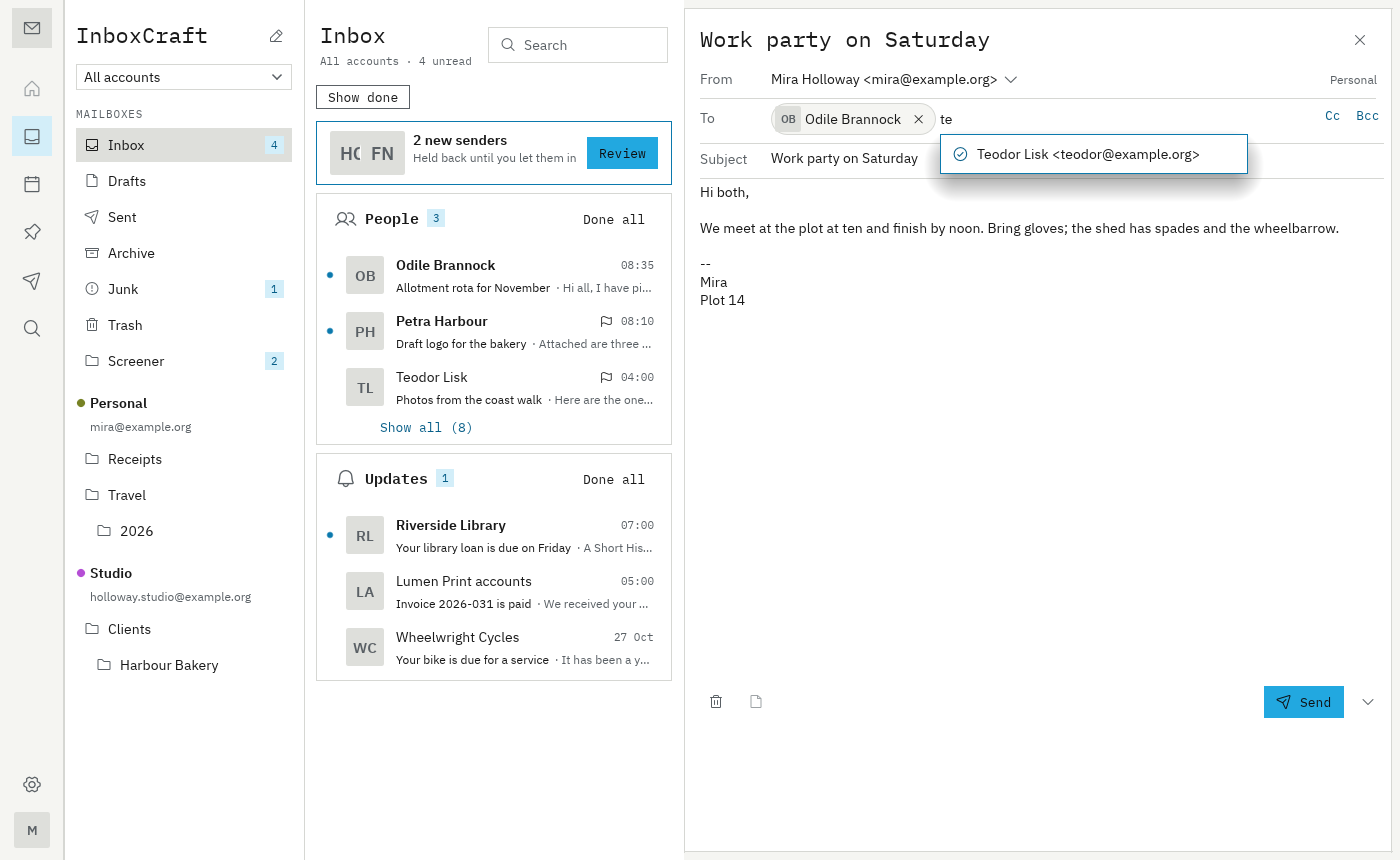 InboxCraft
All accounts
MAILBOXES
Inbox 4
Drafts
Sent
Archive
Junk 1
Trash
Screener 2
Personal
mira@example.org
Receipts
Travel
2026
Studio
holloway.studio@example.org
Clients
Harbour Bakery
M
Inbox
All accounts · 4 unread
Search
Show done
FN
2 new senders
Held back until you let them in
Review
People 3
Done all
OB
Odile Brannock 08:35
Allotment rota for November · Hi all, I have pi...
PH
Petra Harbour 08:10
Draft logo for the bakery · Attached are three ...
TL
Teodor Lisk 04:00
Photos from the coast walk · Here are the one...
Show all (8)
Updates 1
Done all
RL
Riverside Library 07:00
Your library loan is due on Friday · A Short His...
LA
Lumen Print accounts 05:00
Invoice 2026-031 is paid · We received your ...
WC
Wheelwright Cycles 27 Oct
Your bike is due for a service · It has been a y...
Work party on Saturday
From Mira Holloway <mira@example.org> Personal
To OB Odile Brannock te Cc Bcc
Teodor Lisk <teodor@example.org>
Subject Work party on Saturday
Hi both,
We meet at the plot at ten and finish by noon. Bring gloves; the shed has spades and the wheelbarrow.
--
Mira
Plot 14
Send